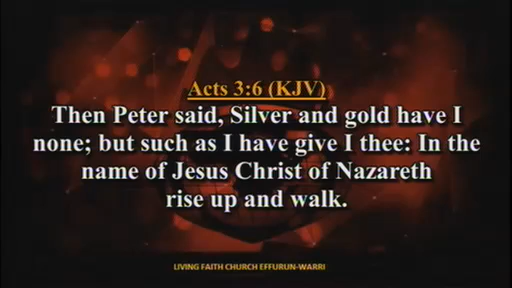 Acts 3:6 (KJV)
Then Peter said, Silver and gold have I
none; but such as I have give I thee: In the
name of Jesus Christ of Nazareth
rise up and walk.
LIVING FAITH CHURCH EFFURUN-WARRI